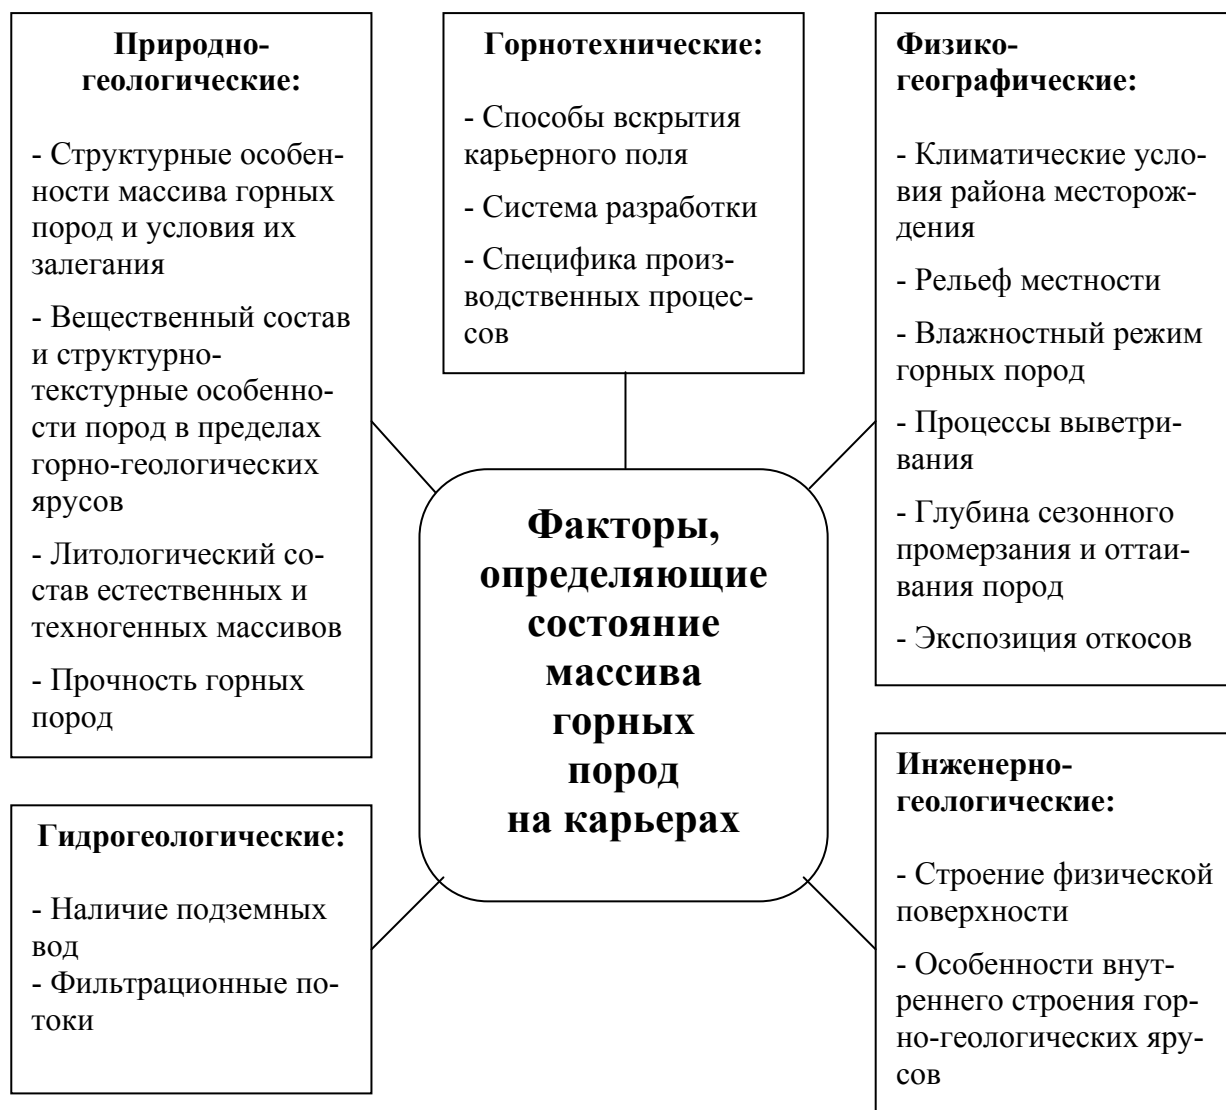 Природно-
геологические:
- Структурные особен-
ности массива горных
пород и условия их
залегания
- Вещественный состав
и структурно-
текстурные особенно-
сти пород в пределах
горно-геологических
ярусов
- Литологический со-
став естественных и
техногенных массивов
- Прочность горных
пород
Горнотехнические:
- Способы вскрытия
карьерного поля
- Система разработки
- Специфика произ-
водственных процес-
сов
Физико-
географические:
- Климатические усло-
вия района месторож-
дения
- Рельеф местности
- Влажностный режим
горных пород
- Процессы выветри-
вания
- Глубина сезонного
промерзания и оттаи-
вания пород
- Экспозиция откосов
Факторы,
определяющие
состояние
массива
горных
пород
на карьерах
Гидрогеологические:
- Наличие подземных
вод
- Фильтрационные по-
токи
Инженерно-
геологические:
- Строение физической
поверхности
- Особенности внут-
реннего строения гор-
но-геологических яру-
сов